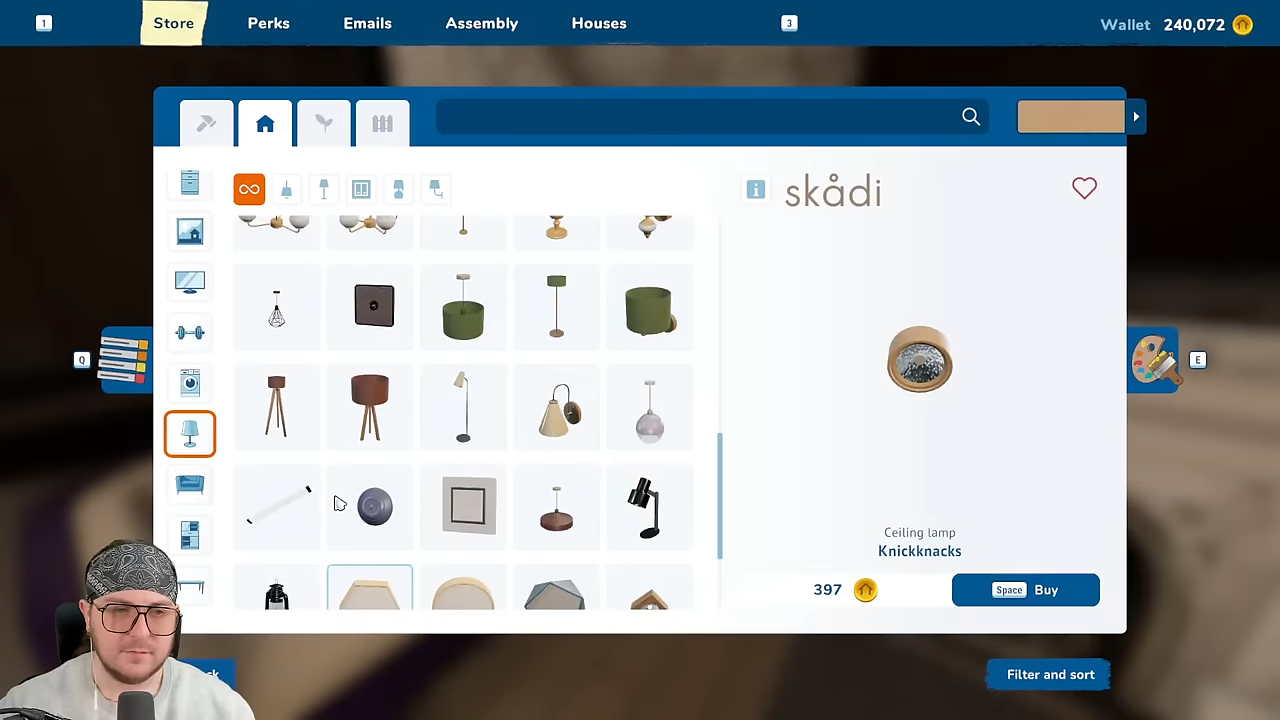 1 Store Perks Emails Assembly Houses 3 Wallet 240,072
skådi
Q
E
Ceiling lamp
Knickknacks
397 Space Buy
Filter and sort